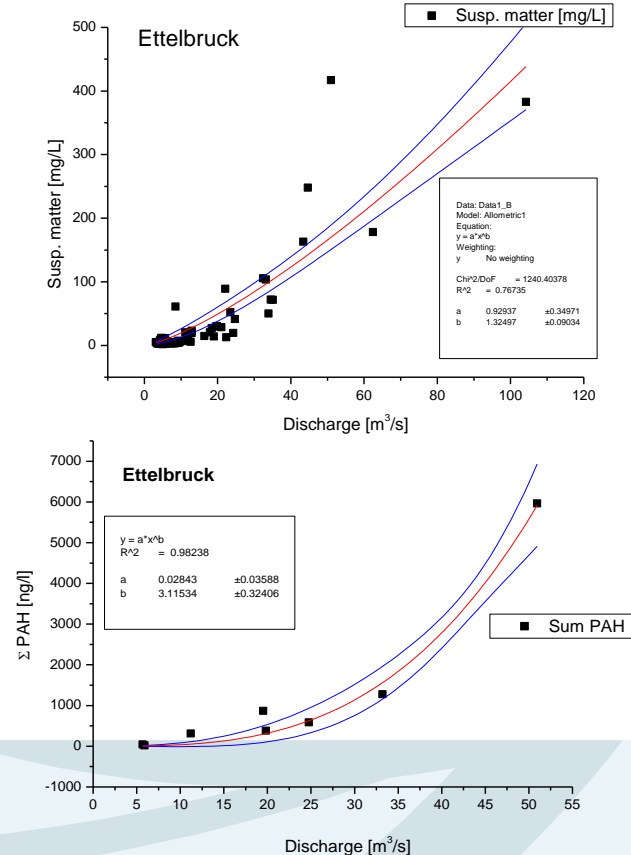 Susp. matter [mg/L]
Ettelbruck
500
400
300
200
100
0
Susp. matter [mg/L]
Data: Data1_B
Model: Allometric1
Equation:
y = a*x^b
Weighting:
y No weighting
Chi^2/DoF = 1240.40378
R^2 = 0.76735
a 0.92937 ±0.34971
b 1.32497 ±0.09034
0 20 40 60 80 100 120
Discharge [m³/s]
Ettelbruck
7000
6000
5000
4000
3000
2000
1000
0
-1000
Σ PAH [ng/l]
y = a*x^b
R^2 = 0.98238
a 0.02843 ±0.03588
b 3.11534 ±0.32406
Sum PAH
0 5 10 15 20 25 30 35 40 45 50 55
Discharge [m³/s]